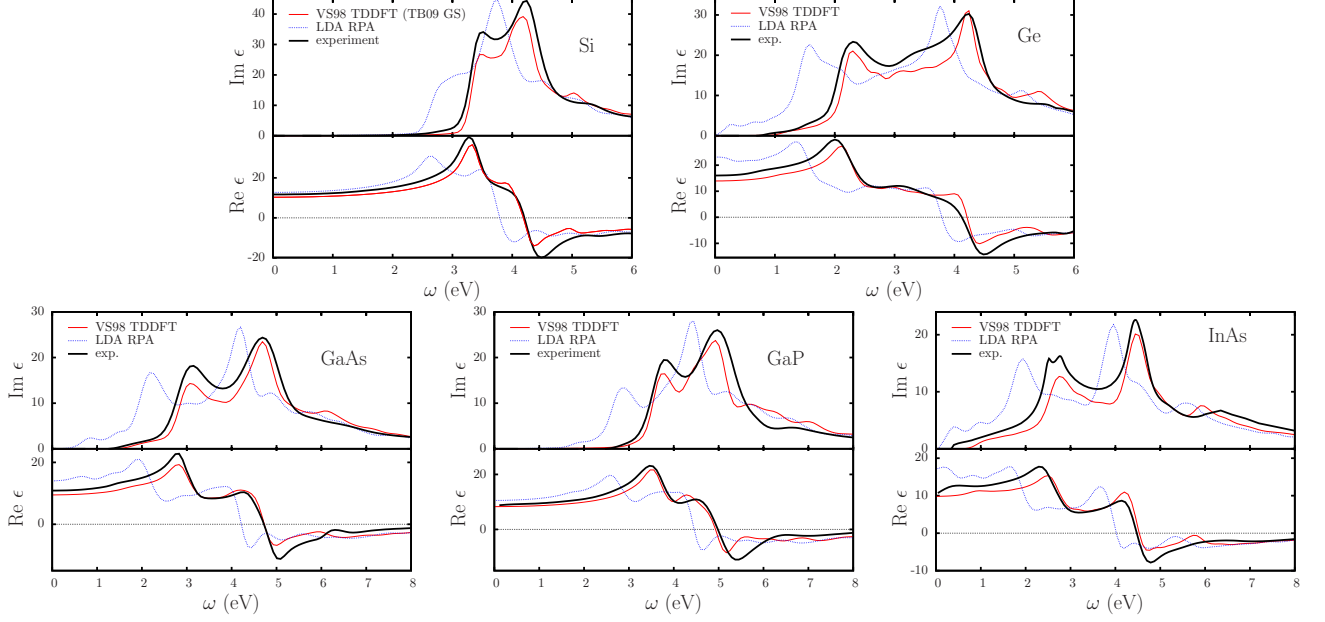 VS98 TDDFT (TB09 GS)
LDA RPA
experiment
Si
Im ϵ
40
30
20
10
0
Re ϵ
20
0
-20
0 1 2 3 4 5 6
ω (eV)
VS98 TDDFT
LDA RPA
exp.
Ge
Im ϵ
30
20
10
0
Re ϵ
20
10
0
-10
0 1 2 3 4 5 6
ω (eV)
VS98 TDDFT
LDA RPA
exp.
GaAs
Im ϵ
30
20
10
0
Re ϵ
20
0
0 1 2 3 4 5 6 7 8
ω (eV)
VS98 TDDFT
LDA RPA
experiment
GaP
Im ϵ
30
20
10
0
Re ϵ
20
0
0 1 2 3 4 5 6 7 8
ω (eV)
VS98 TDDFT
LDA RPA
exp.
InAs
Im ϵ
20
10
0
Re ϵ
20
10
0
-10
0 1 2 3 4 5 6 7 8
ω (eV)